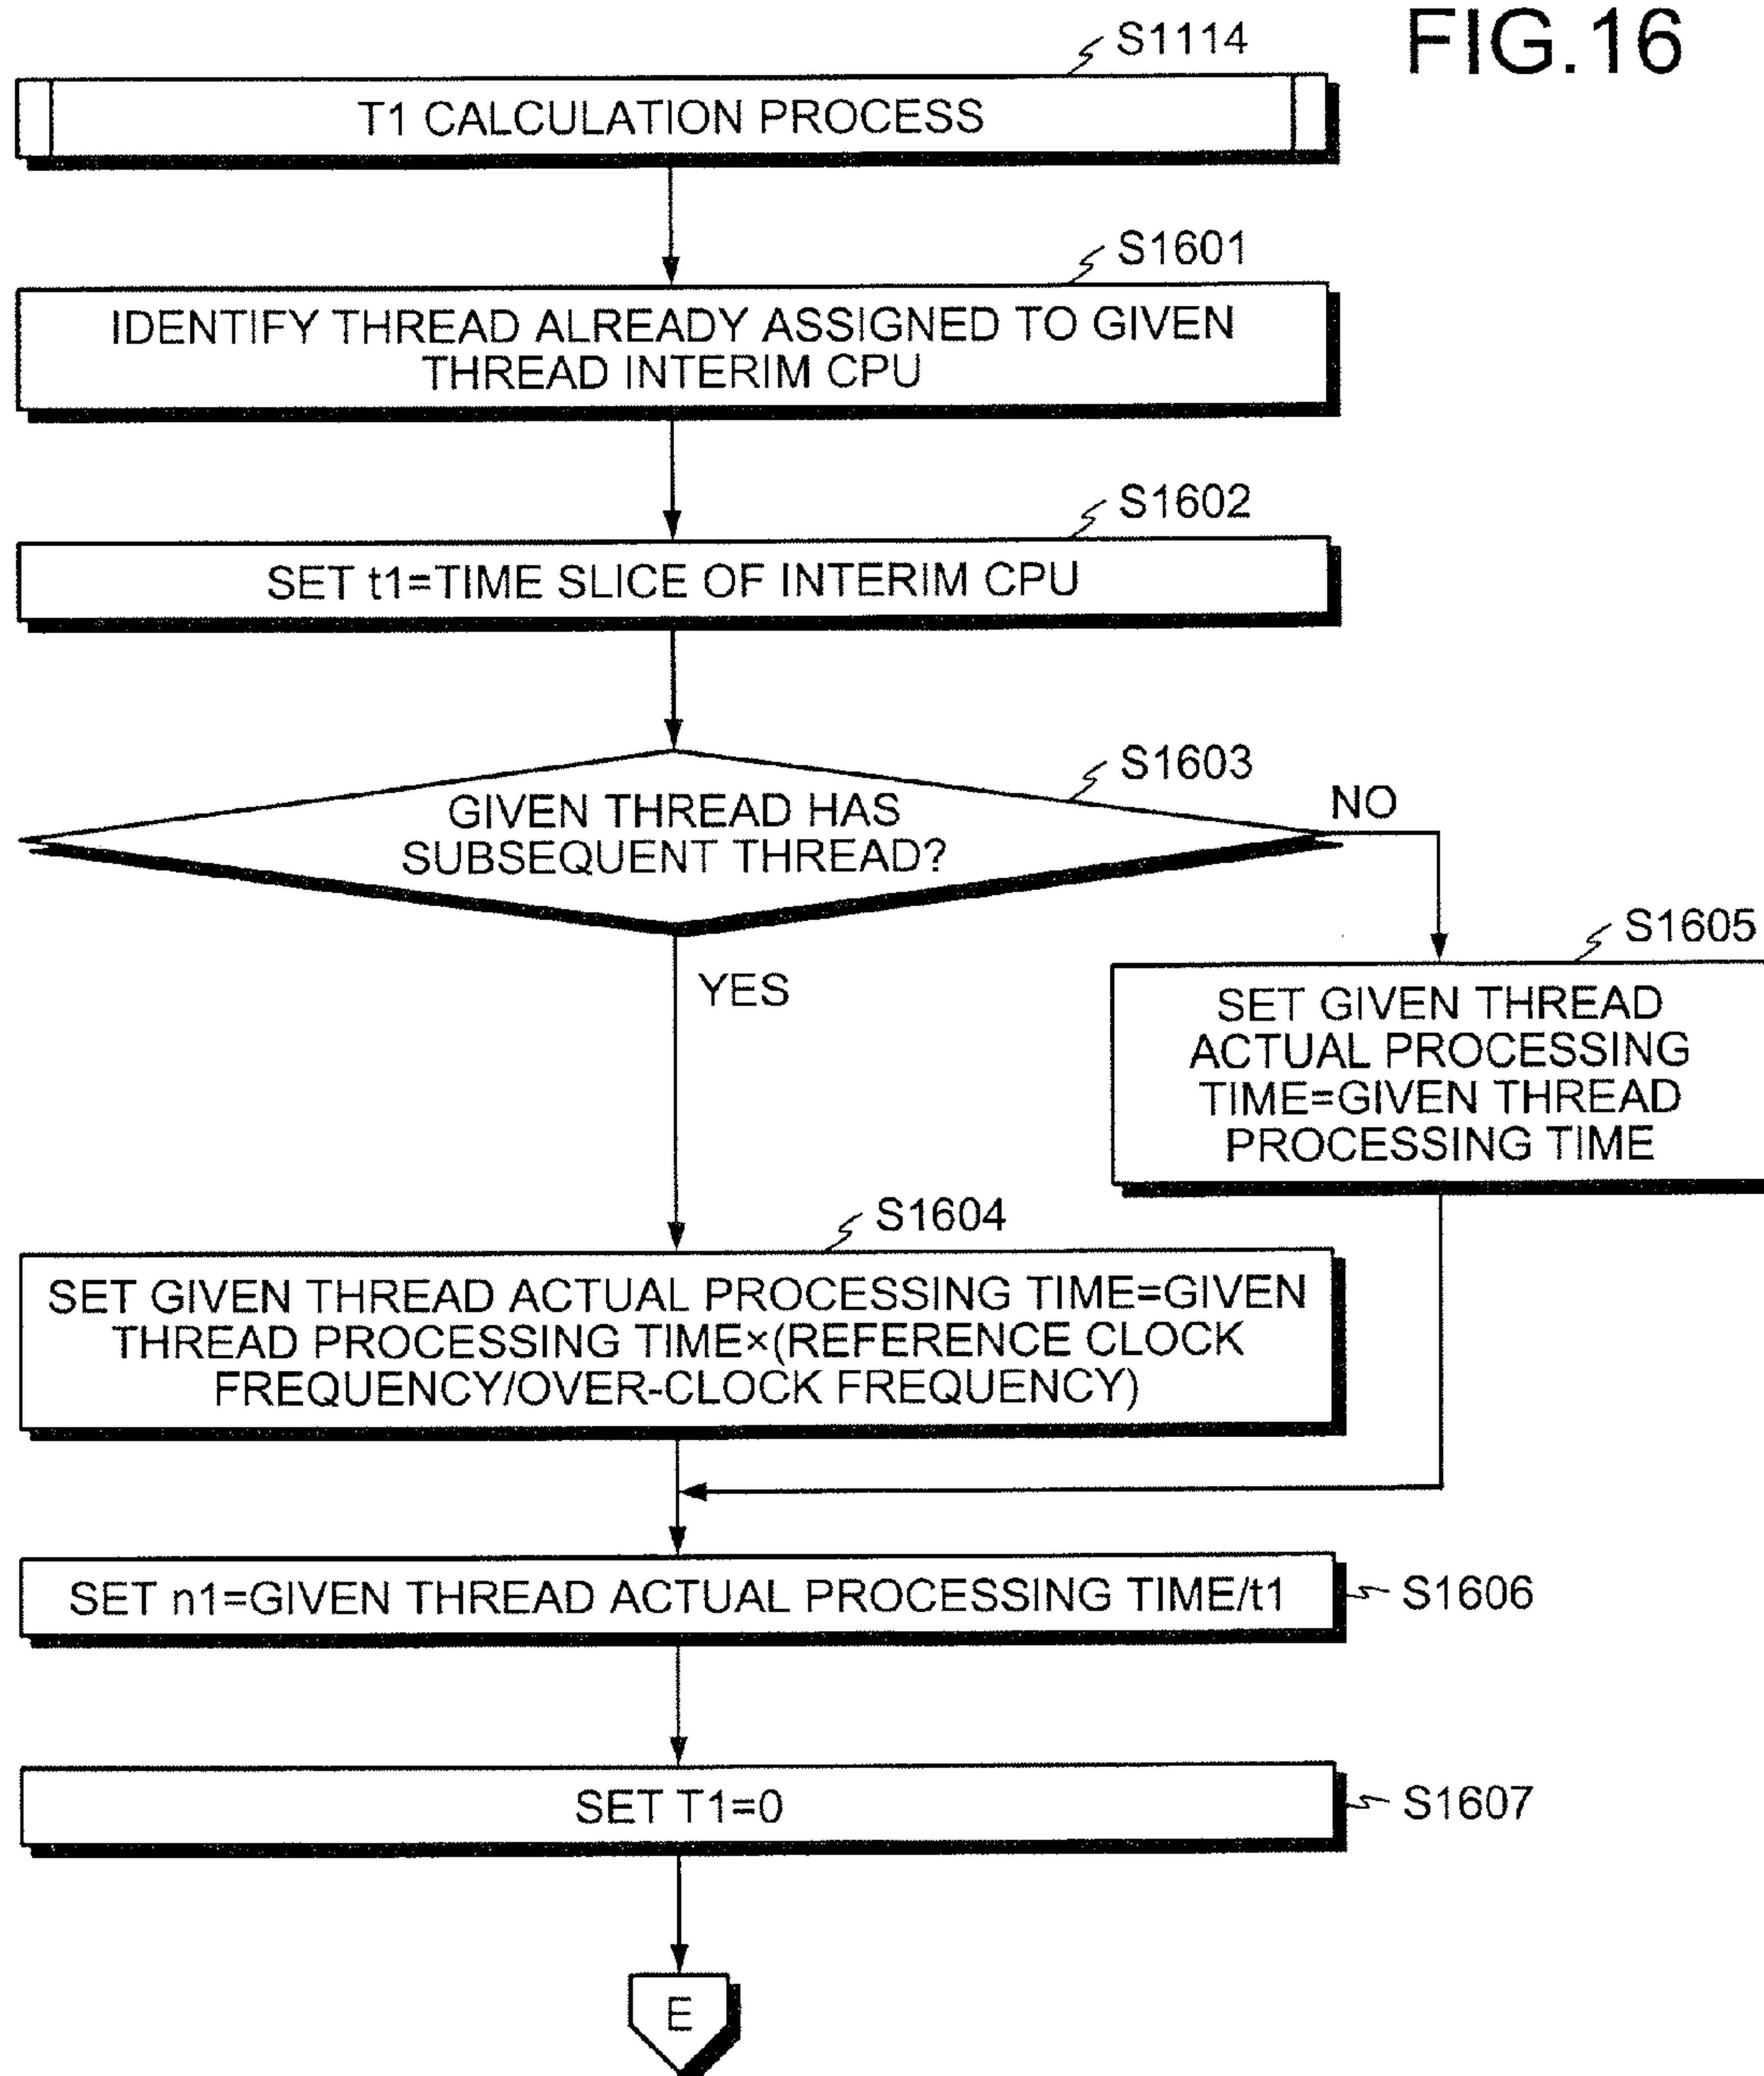 FIG.16
S1114
T1 CALCULATION PROCESS
S1601
IDENTIFY THREAD ALREADY ASSIGNED TO GIVEN
THREAD INTERIM CPU
S1602
SET t1=TIME SLICE OF INTERIM CPU
S1603
GIVEN THREAD HAS
SUBSEQUENT THREAD?
NO
YES
S1605
SET GIVEN THREAD
ACTUAL PROCESSING
TIME=GIVEN THREAD
PROCESSING TIME
S1604
SET GIVEN THREAD ACTUAL PROCESSING TIME=GIVEN
THREAD PROCESSING TIME×(REFERENCE CLOCK
FREQUENCY/OVER-CLOCK FREQUENCY)
SET n1=GIVEN THREAD ACTUAL PROCESSING TIME/t1
S1606
SET T1=0
S1607
E